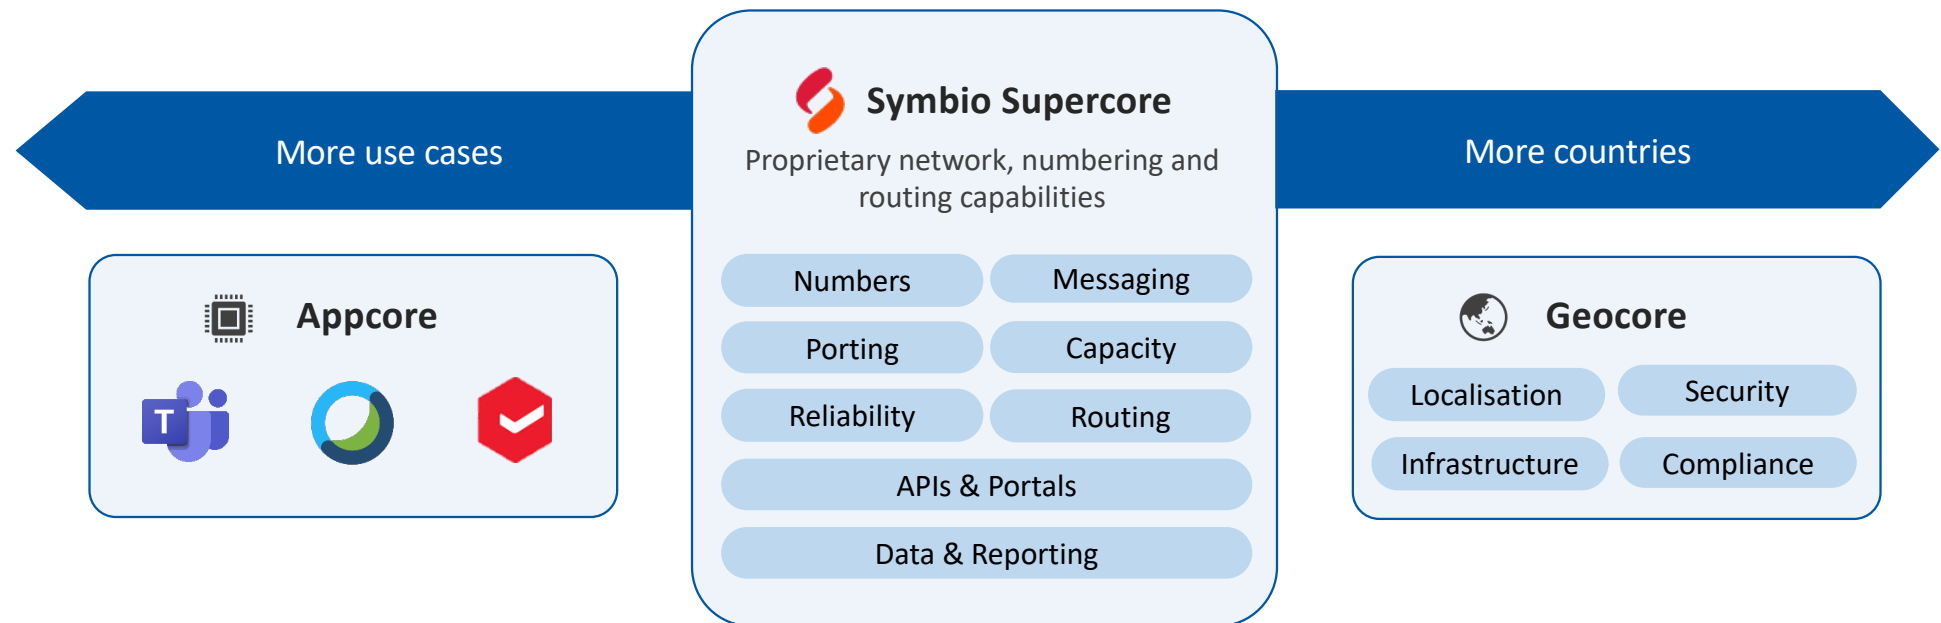 More use cases
Symbio Supercore
Proprietary network, numbering and
routing capabilities
More countries
Appcore
T
Numbers
Messaging
Porting
Capacity
Reliability
Routing
APIs & Portals
Data & Reporting
Geocore
Localisation
Security
Infrastructure
Compliance